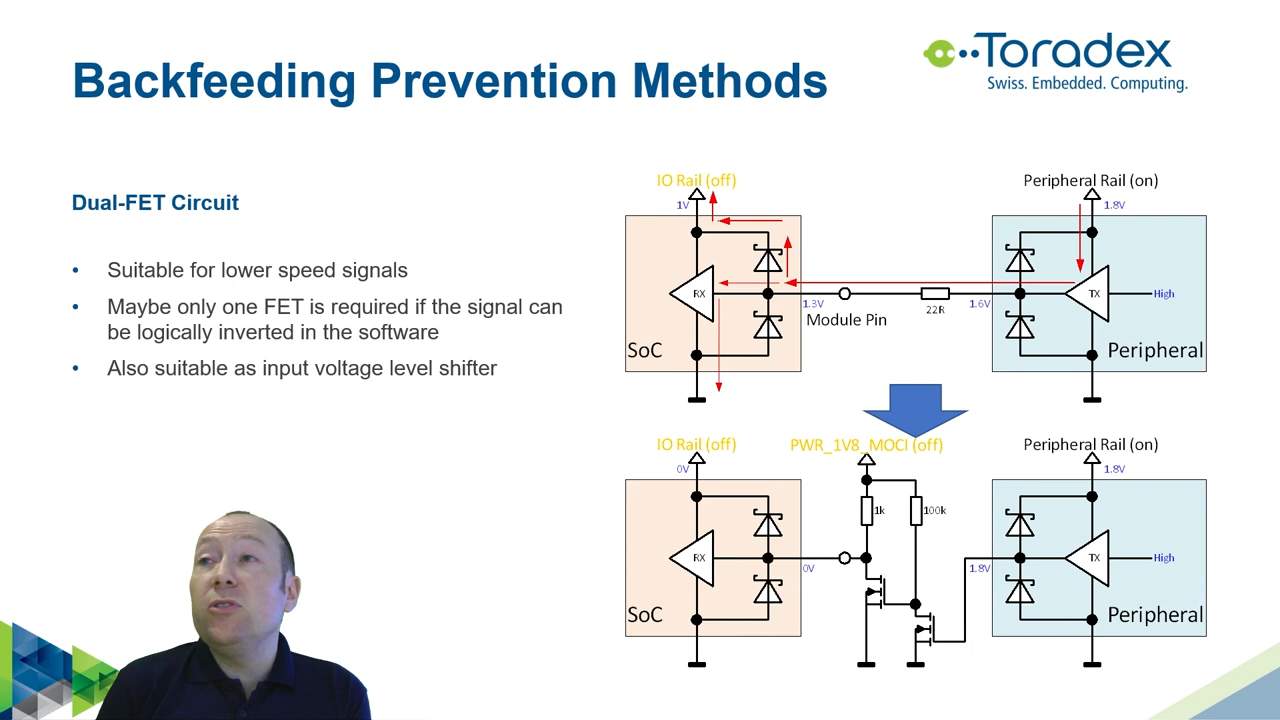 Backfeeding Prevention Methods
Toradex
Swiss. Embedded. Computing.
Dual-FET Circuit
• Suitable for lower speed signals
• Maybe only one FET is required if the signal can
be logically inverted in the software
• Also suitable as input voltage level shifter
IO Rail (off)
Peripheral Rail (on)
1V
1.8V
RX
TX
High
1.3V
22R
1.6V
Module Pin
SoC
Peripheral
IO Rail (off)
PWR_1V8_MOCI (off)
Peripheral Rail (on)
0V
1.8V
1k
100k
RX
TX
High
0V
1.8V
SoC
Peripheral